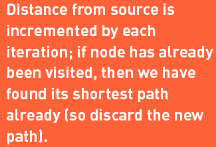 Distance from source is
incremented by each
iteration; if node has already
been visited, then we have
found its shortest path
already (so discard the new
path).